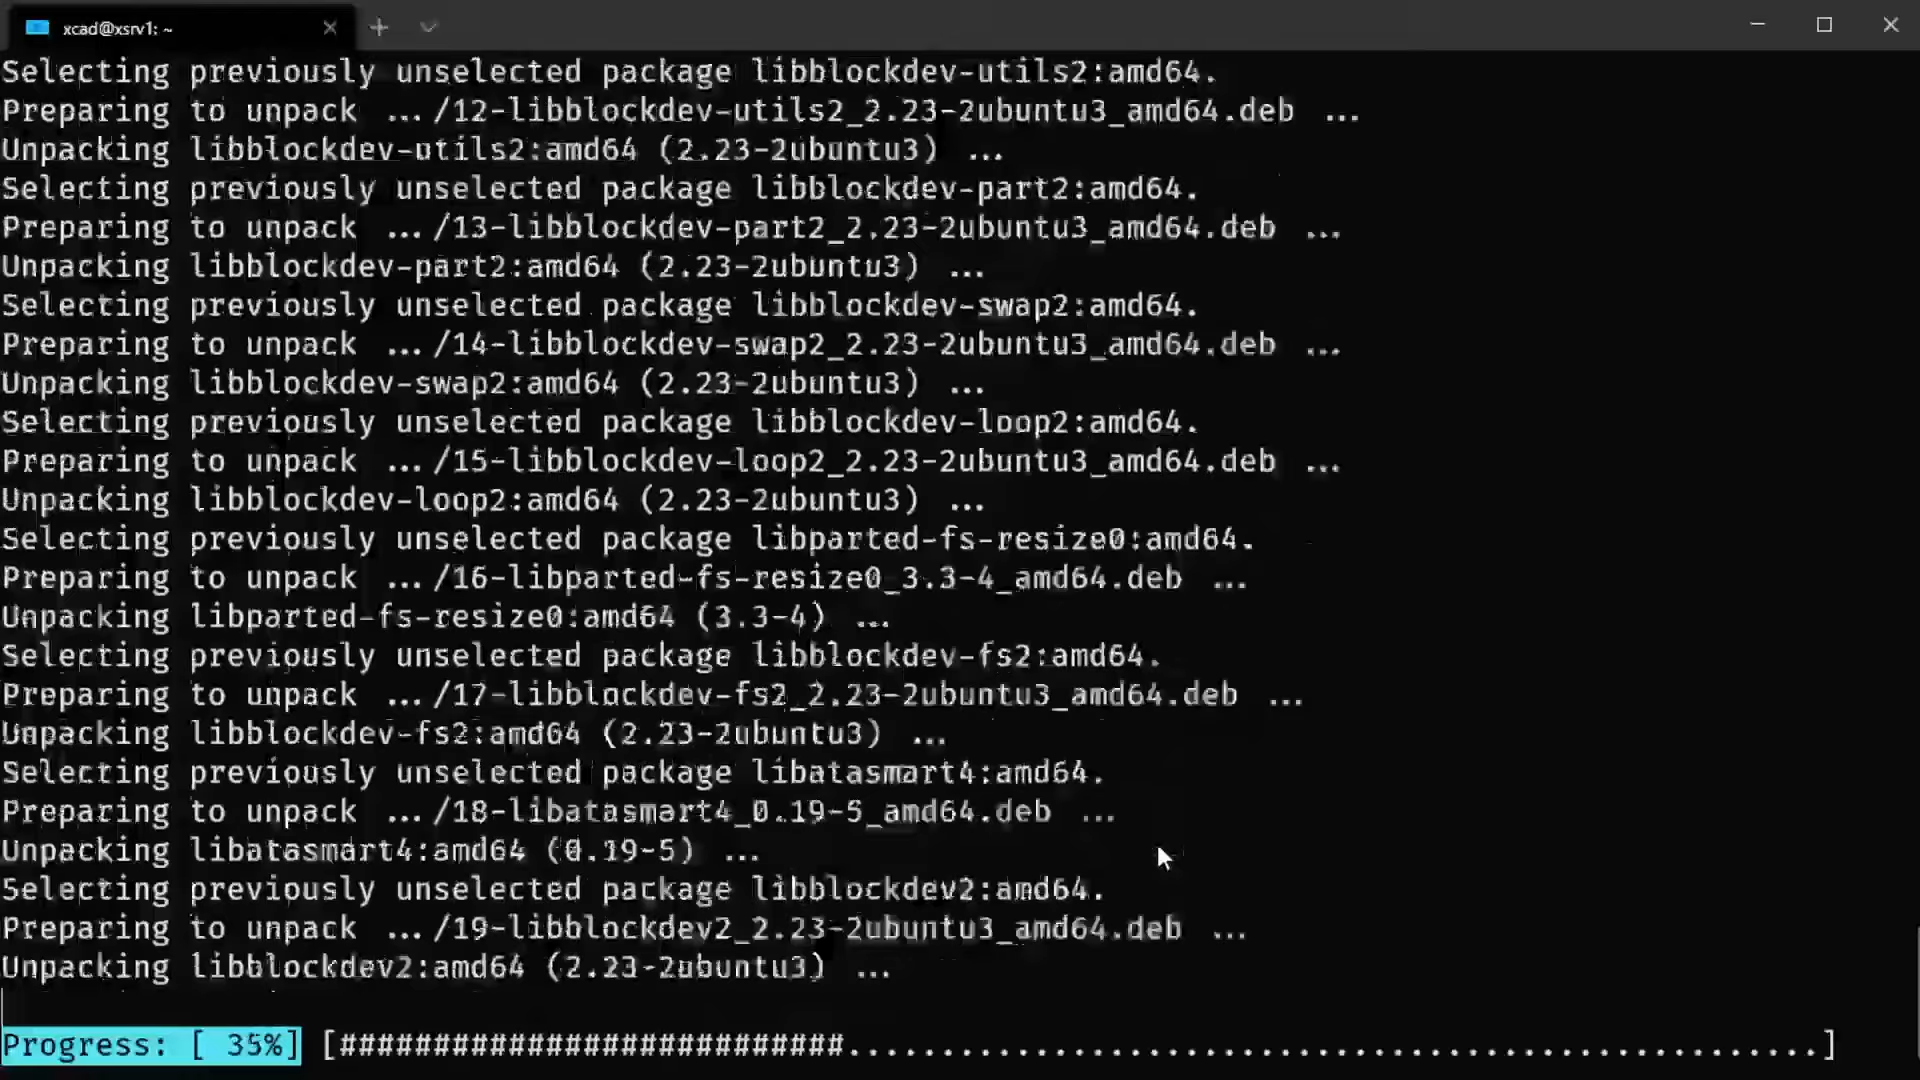 xcad@xsrv1: ~
Selecting previously unselected package libblockdev-utils2:amd64.
Preparing to unpack .../12-libblockdev-utils2_2.23-2ubuntu3_amd64.deb ...
Unpacking libblockdev-utils2:amd64 (2.23-2ubuntu3) ...
Selecting previously unselected package libblockdev-part2:amd64.
Preparing to unpack .../13-libblockdev-part2_2.23-2ubuntu3_amd64.deb ...
Unpacking libblockdev-part2:amd64 (2.23-2ubuntu3) ...
Selecting previously unselected package libblockdev-swap2:amd64.
Preparing to unpack .../14-libblockdev-swap2_2.23-2ubuntu3_amd64.deb ...
Unpacking libblockdev-swap2:amd64 (2.23-2ubuntu3) ...
Selecting previously unselected package libblockdev-loop2:amd64.
Preparing to unpack .../15-libblockdev-loop2_2.23-2ubuntu3_amd64.deb ...
Unpacking libblockdev-loop2:amd64 (2.23-2ubuntu3) ...
Selecting previously unselected package libparted-fs-resize0:amd64.
Preparing to unpack .../16-libparted-fs-resize0_3.3-4_amd64.deb ...
Unpacking libparted-fs-resize0:amd64 (3.3-4) ...
Selecting previously unselected package libblockdev-fs2:amd64.
Preparing to unpack .../17-libblockdev-fs2_2.23-2ubuntu3_amd64.deb ...
Unpacking libblockdev-fs2:amd64 (2.23-2ubuntu3) ...
Selecting previously unselected package libatasmart4:amd64.
Preparing to unpack .../18-libatasmart4_0.19-5_amd64.deb ...
Unpacking libatasmart4:amd64 (0.19-5) ...
Selecting previously unselected package libblockdev2:amd64.
Preparing to unpack .../19-libblockdev2_2.23-2ubuntu3_amd64.deb ...
Unpacking libblockdev2:amd64 (2.23-2ubuntu3) ...
Progress: [ 35%] [###########################....................................................]